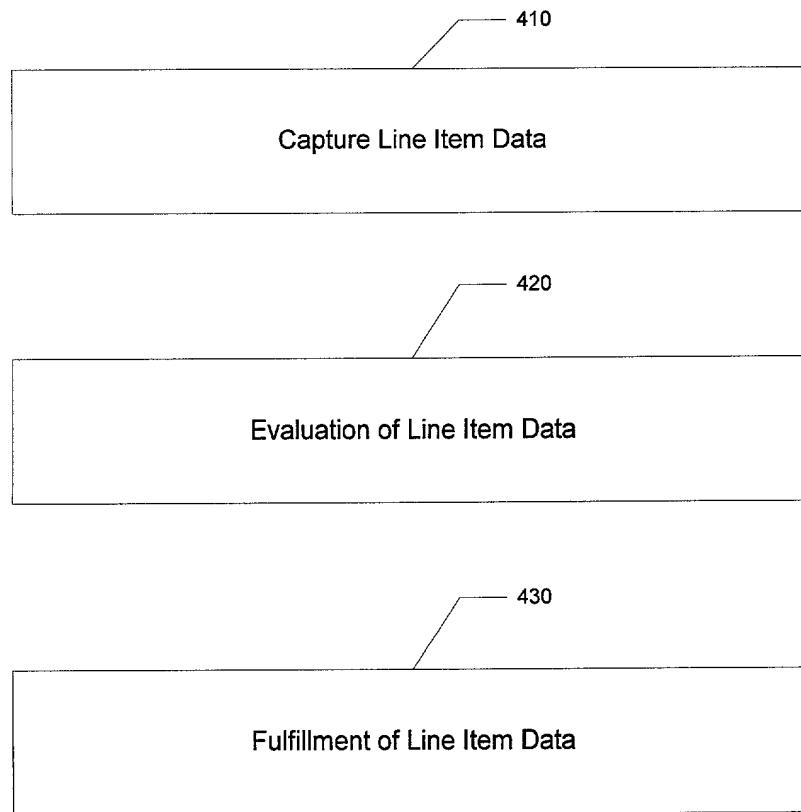 410
Capture Line Item Data
420
Evaluation of Line Item Data
430
Fulfillment of Line Item Data